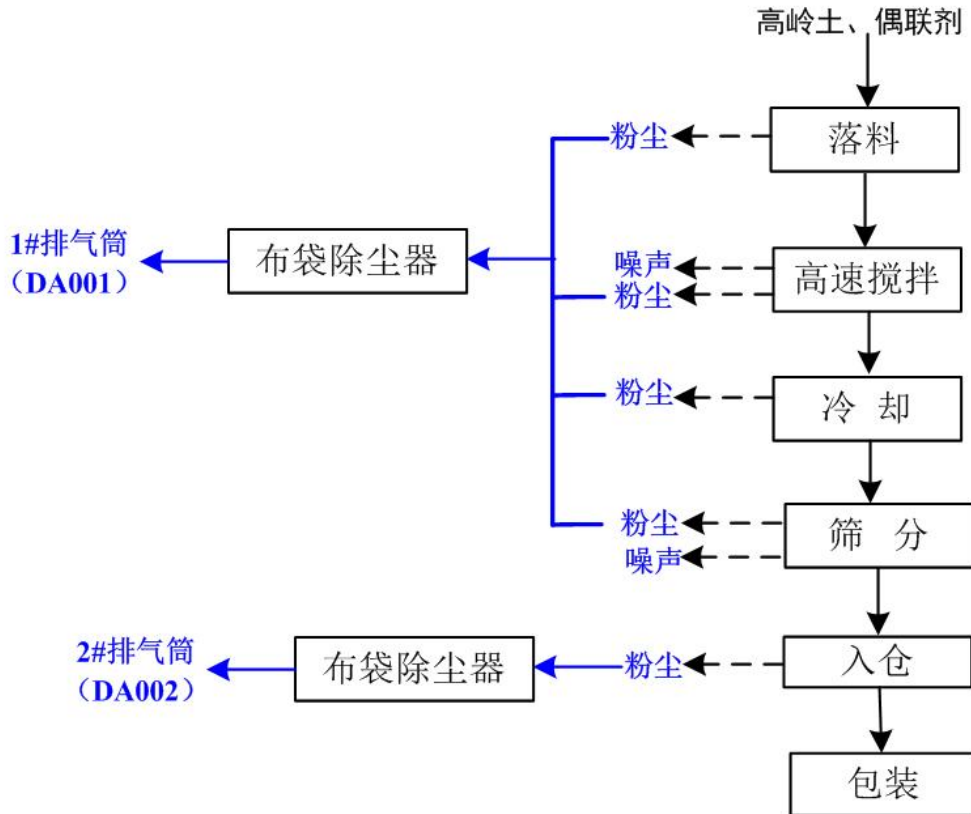 高岭土、偶联剂
粉尘
落料
1#排气筒
（DA001）
布袋除尘器
噪声
粉尘
高速搅拌
粉尘
冷 却
粉尘
噪声
筛 分
2#排气筒
（DA002）
布袋除尘器
粉尘
入仓
包装